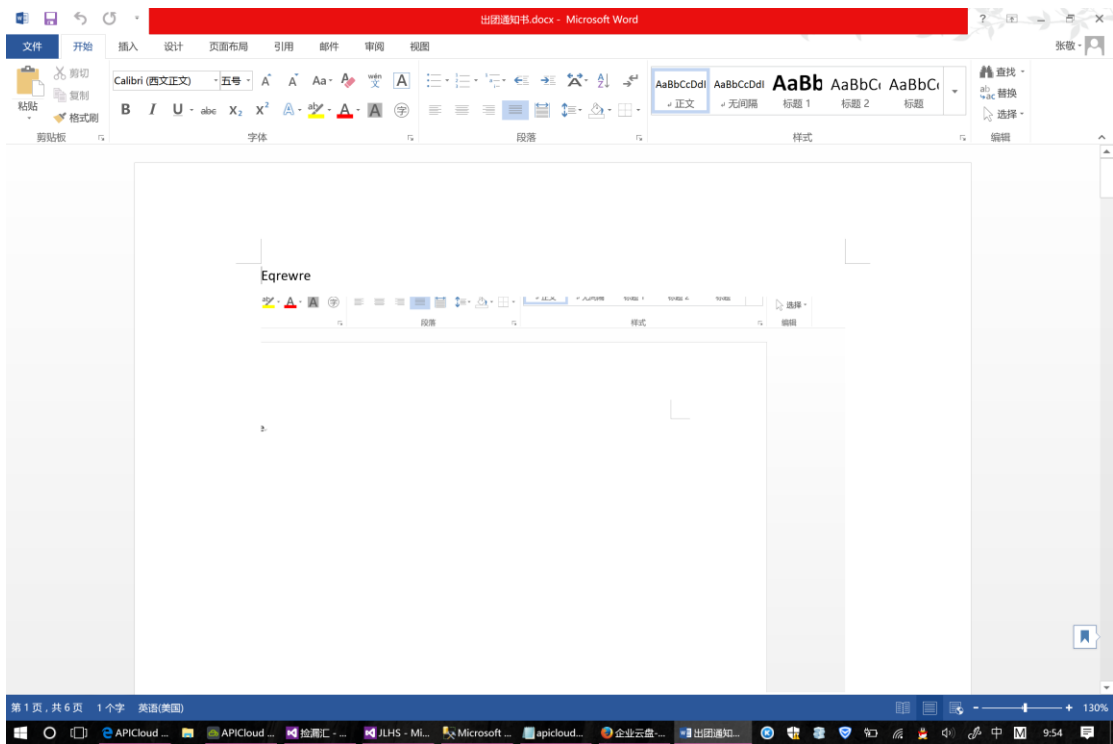 出团通知书.docx - Microsoft Word
文件 开始 插入 设计 页面布局 引用 邮件 审阅 视图 张敬
粘贴 剪切 复制 格式刷 剪贴板
Calibri (西文正文) 五号 A A Aa wén 文 A
B I U abc X₂ X² A aby A A 字
字体
段落
AaBbCcDdI AaBbCcDdI AaBb AaBbC AaBbC
正文 无间隔 标题 1 标题 2 标题
样式
查找 替换 选择 编辑
Eqrewre
A A 字 选择
段落 样式 编辑
第 1 页，共 6 页 1 个字 英语(美国) 130%
APICloud ... APICloud ... 捡漏汇 - ... JLHS - Mi... Microsoft ... apicloud... 企业云盘-... 出团通知... 中 M 9:54